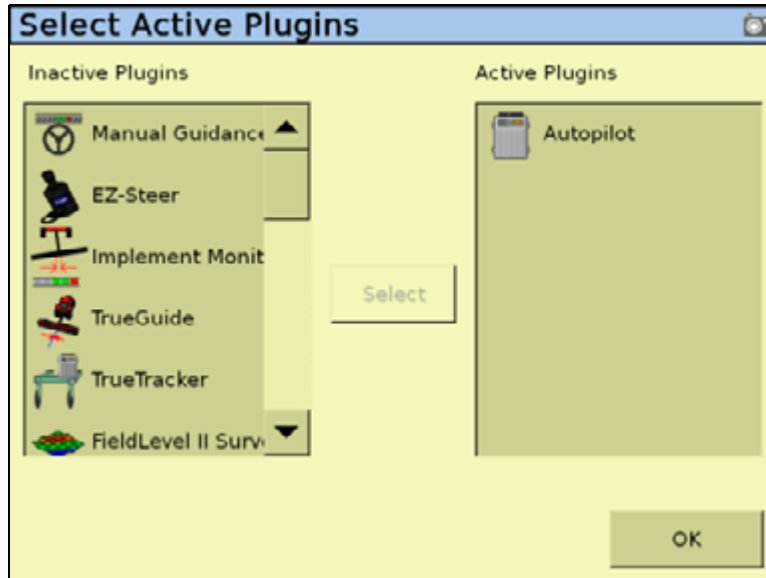 Select Active Plugins
Inactive Plugins
Active Plugins
Manual Guidance
Autopilot
EZ-Steer
Implement Monit
Select
TrueGuide
TrueTracker
FieldLevel II Surv
OK